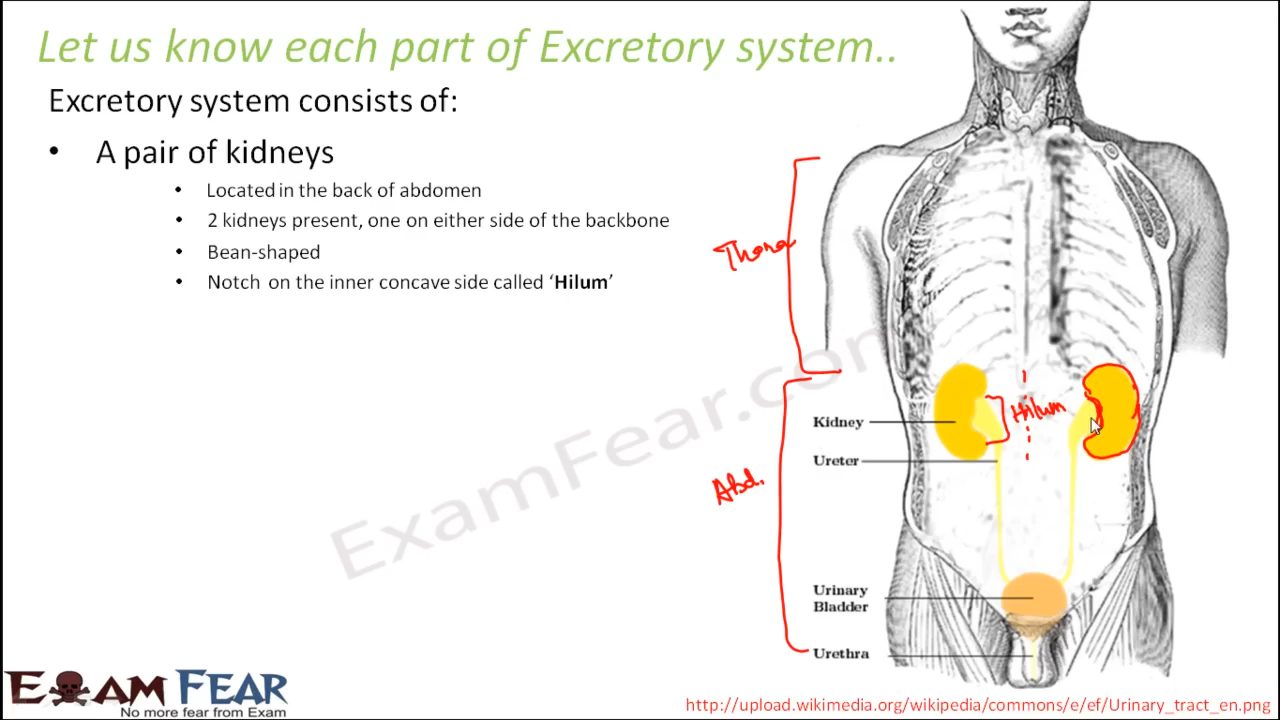 Let us know each part of Excretory system..
Excretory system consists of:
• A pair of kidneys
• Located in the back of abdomen
• 2 kidneys present, one on either side of the backbone
• Bean-shaped
• Notch on the inner concave side called ‘Hilum’
Thora
Hilum
Kidney
Ureter
Abd.
Urinary
Bladder
Urethra
ExamFear.com
EXAM FEAR
No more fear from Exam
http://upload.wikimedia.org/wikipedia/commons/e/ef/Urinary_tract_en.png